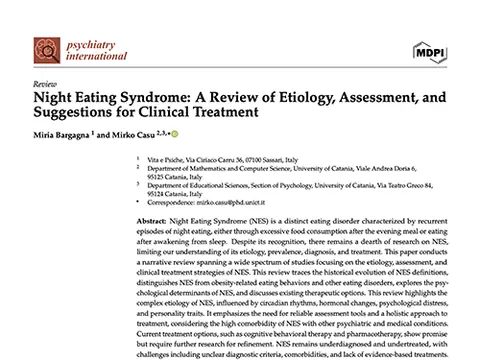 psychiatry
international
MDPI
Review
Night Eating Syndrome: A Review of Etiology, Assessment, and
Suggestions for Clinical Treatment
Miria Bargagna 1 and Mirko Casu 2,3,*
1 Vita e Psiche, Via Ciriaco Carru 36, 07100 Sassari, Italy
2 Department of Mathematics and Computer Science, University of Catania, Viale Andrea Doria 6,
95125 Catania, Italy
3 Department of Educational Sciences, Section of Psychology, University of Catania, Via Teatro Greco 84,
95124 Catania, Italy
* Correspondence: mirko.casu@phd.unict.it
Abstract: Night Eating Syndrome (NES) is a distinct eating disorder characterized by recurrent
episodes of night eating, either through excessive food consumption after the evening meal or eating
after awakening from sleep. Despite its recognition, there remains a dearth of research on NES,
limiting our understanding of its etiology, prevalence, diagnosis, and treatment. This paper conducts
a narrative review spanning a wide spectrum of studies focusing on the etiology, assessment, and
clinical treatment strategies of NES. This review traces the historical evolution of NES definitions,
distinguishes NES from obesity-related eating behaviors and other eating disorders, explores the psy-
chological determinants of NES, and discusses existing therapeutic options. This review highlights the
complex etiology of NES, influenced by circadian rhythms, hormonal changes, psychological distress,
and personality traits. It emphasizes the need for reliable assessment tools and a holistic approach to
treatment, considering the high comorbidity of NES with other psychiatric and medical conditions.
Current treatment options, such as cognitive behavioral therapy and pharmacotherapy, show promise
but require further research for refinement. NES remains underdiagnosed and undertreated, with
challenges including unclear diagnostic criteria, comorbidities, and lack of evidence-based treatments.